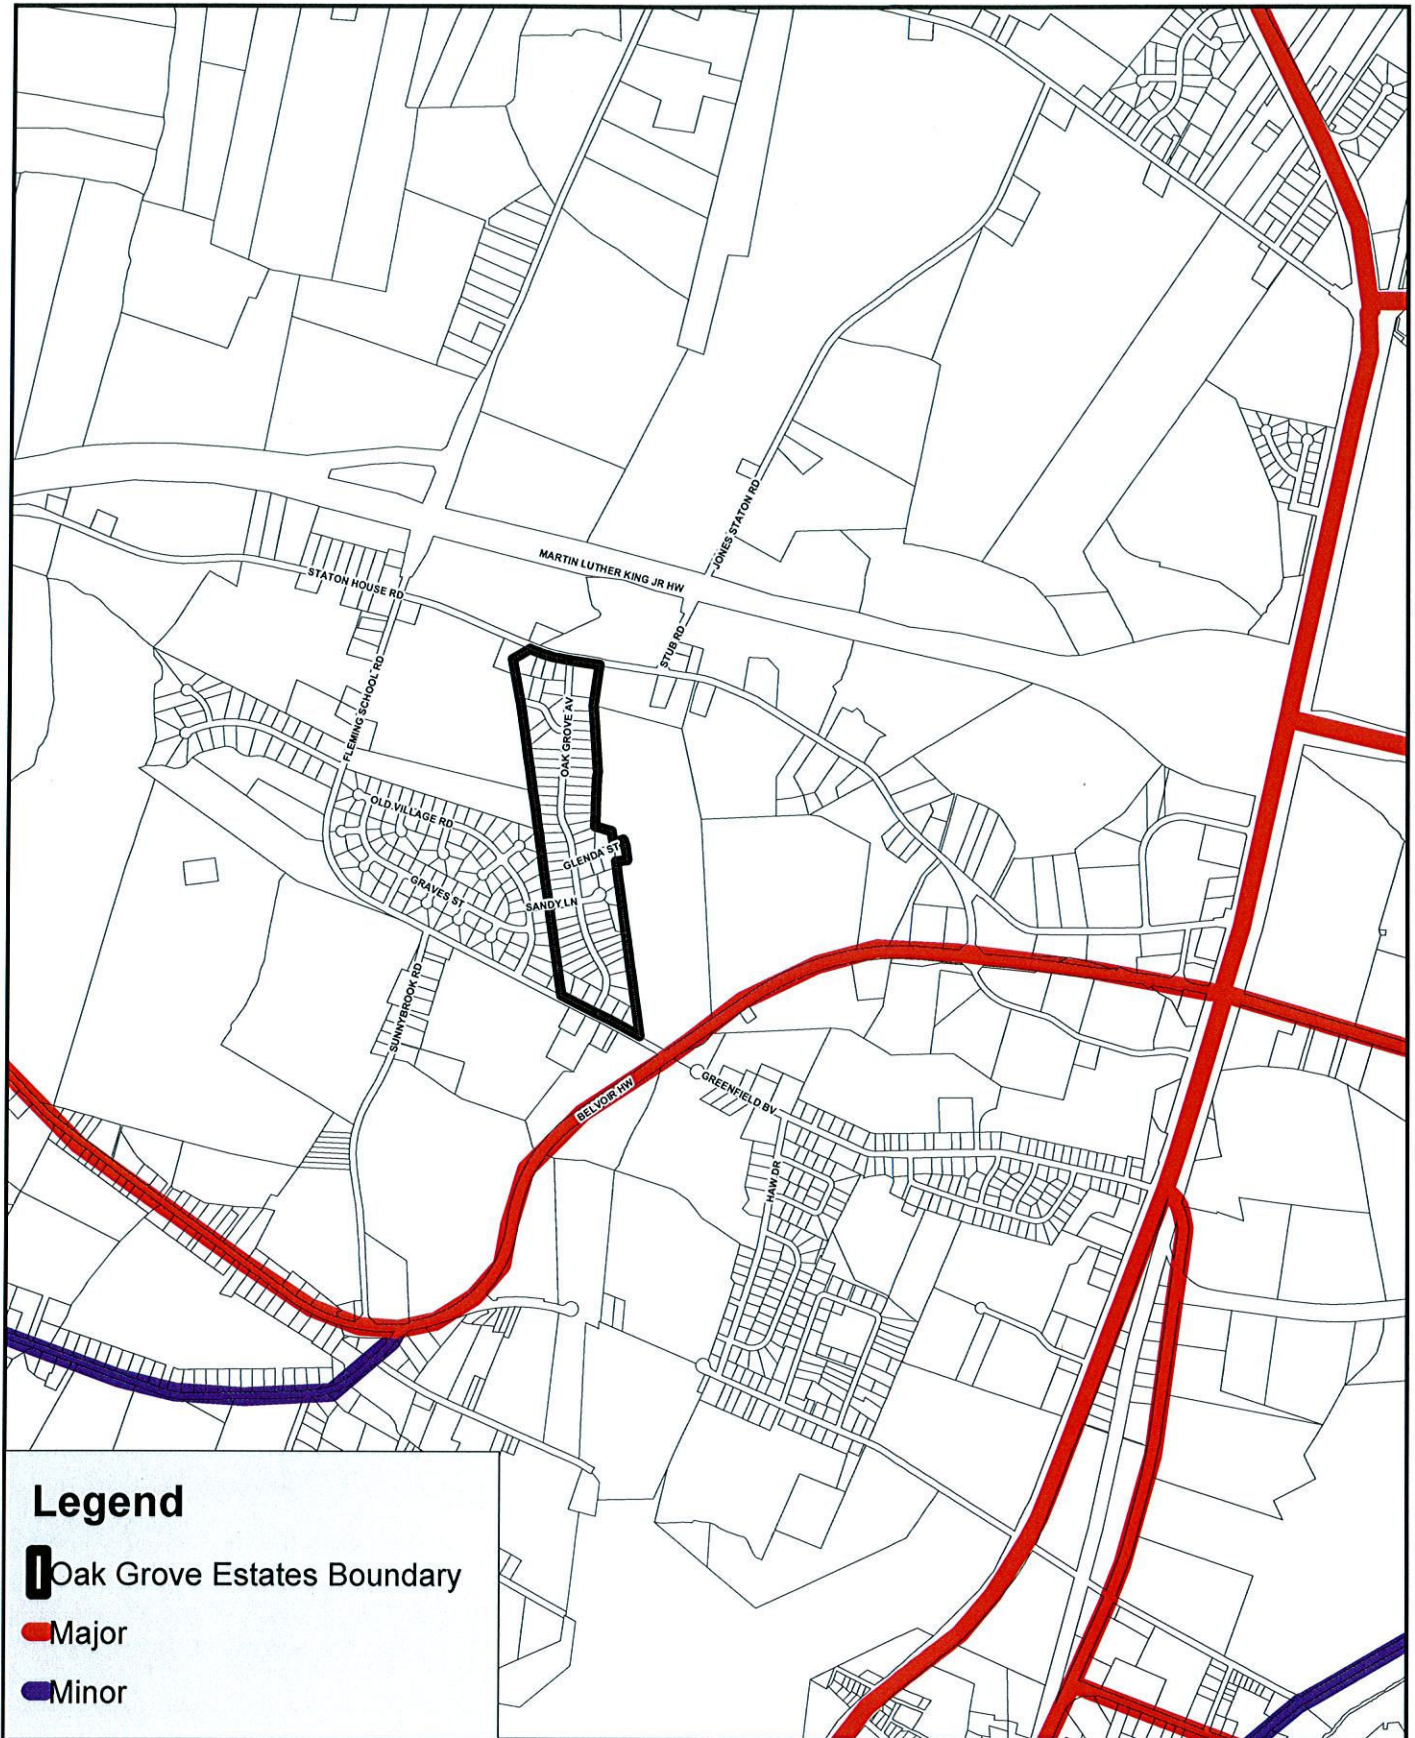 JONES STATON RD
MARTIN LUTHER KING JR HW
STATON HOUSE RD
STUB RD
FLEMING SCHOOL RD
OAK GROVE AV
OLD VILLAGE RD
GLENDA ST
GRAVES ST
SANDY LN
SUNNYBROOK RD
BELVOIR HW
GREENFIELD BV
HAW DR
Legend
Oak Grove Estates Boundary
Major
Minor